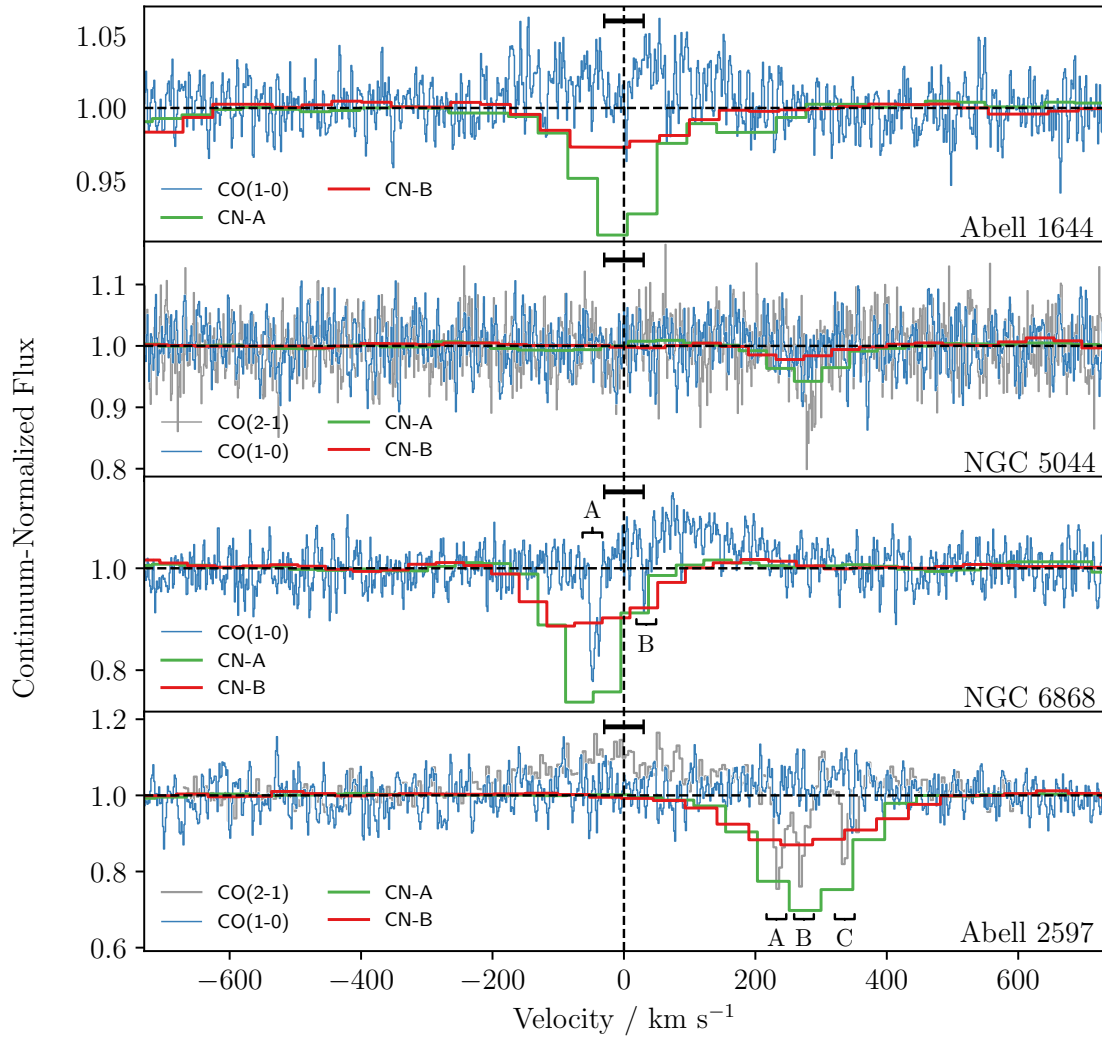 Continuum-Normalized Flux
1.05
1.00
0.95
CO(1-0) CN-B
CN-A
Abell 1644
1.1
1.0
0.9
0.8
CO(2-1) CN-A
CO(1-0) CN-B
NGC 5044
A
1.0
0.8
B
CO(1-0)
CN-A
CN-B
NGC 6868
1.2
1.0
0.8
0.6
CO(2-1) CN-A
CO(1-0) CN-B
A B C
Abell 2597
−600 −400 −200 0 200 400 600
Velocity / km s⁻¹